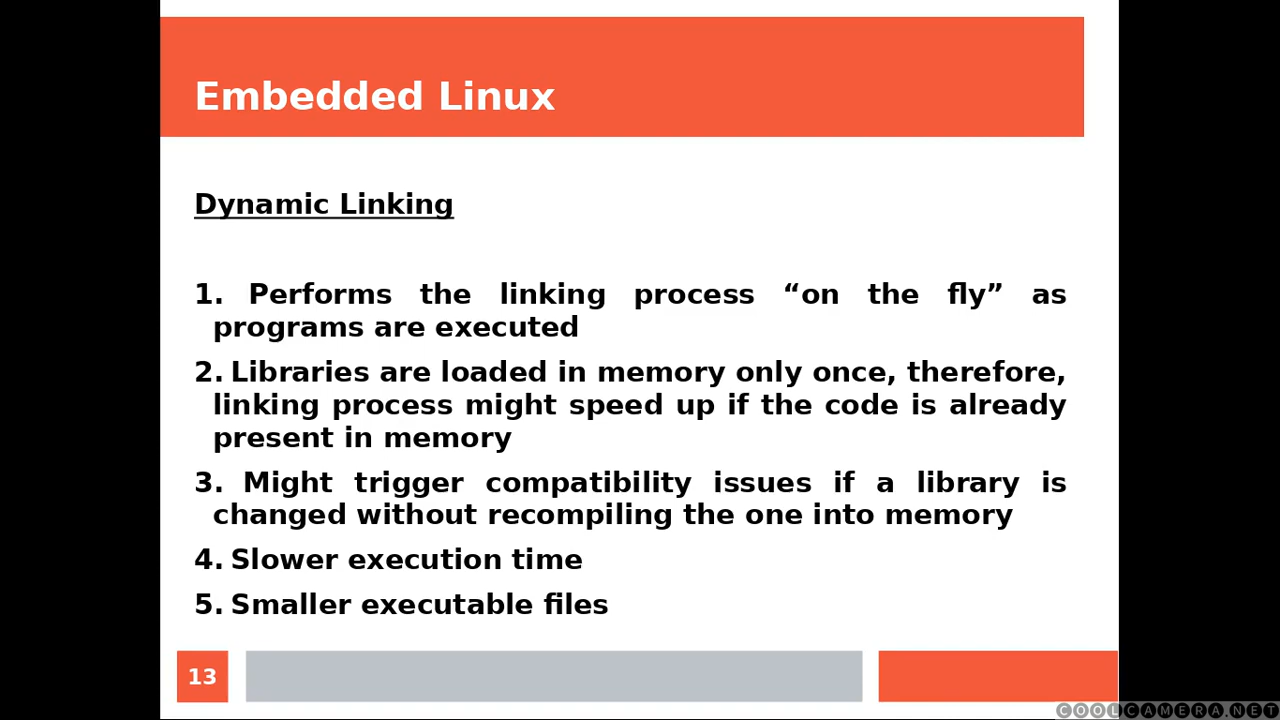 Embedded Linux
Dynamic Linking
1. Performs the linking process “on the fly” as
programs are executed
2. Libraries are loaded in memory only once, therefore,
linking process might speed up if the code is already
present in memory
3. Might trigger compatibility issues if a library is
changed without recompiling the one into memory
4. Slower execution time
5. Smaller executable files
13
COOLCAMERA.NET